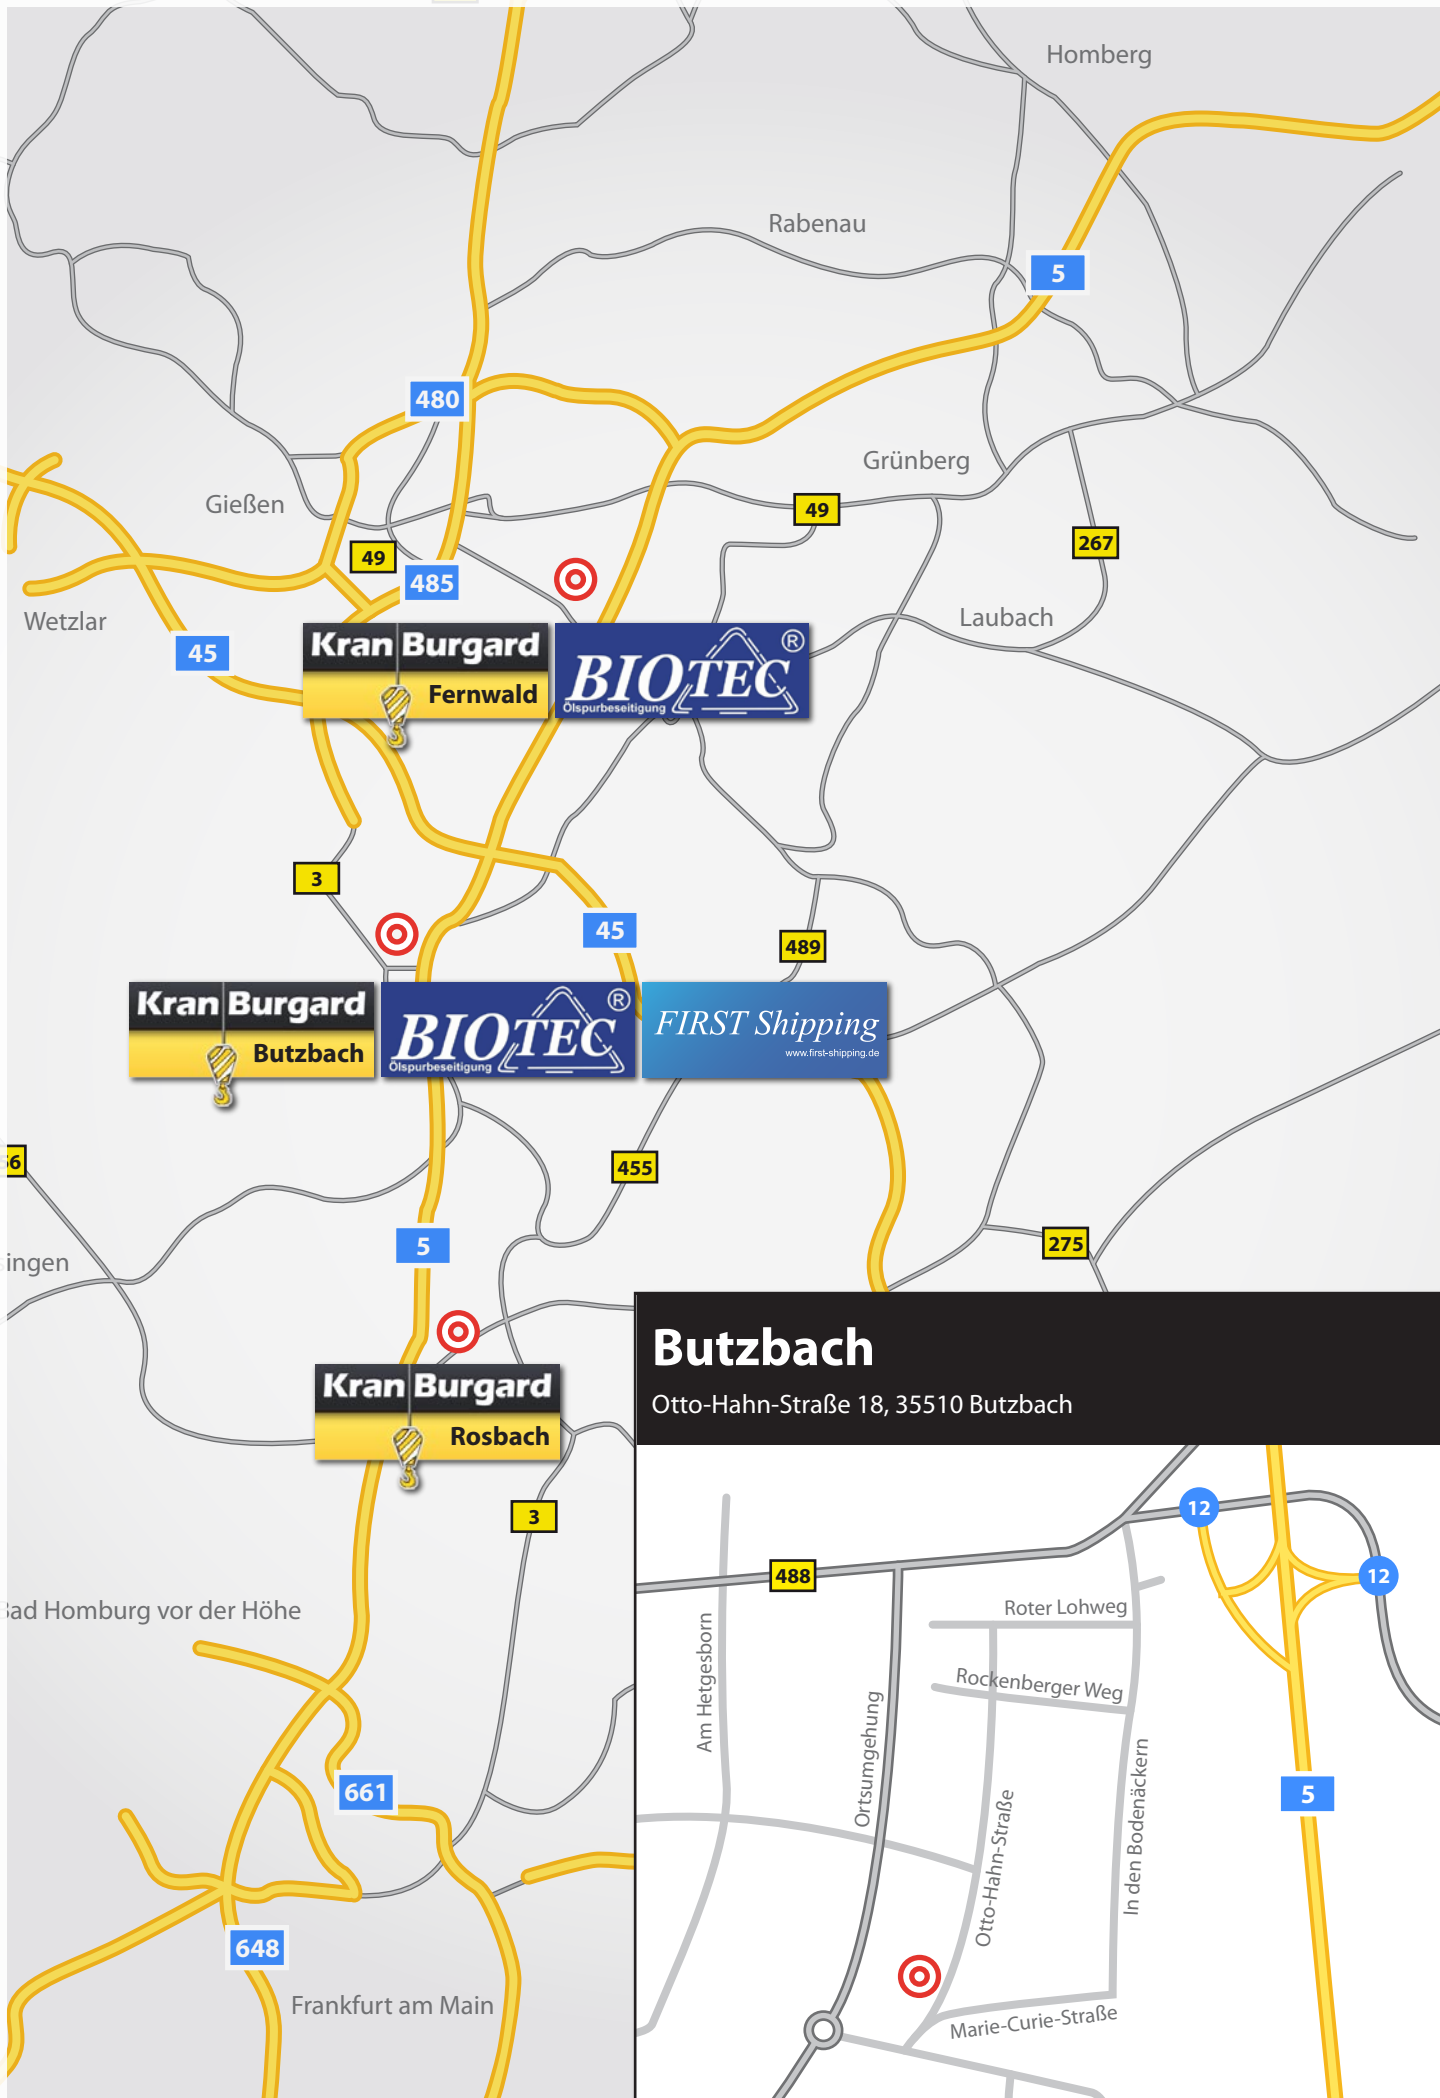 Homberg
Rabenau
5
480
Grünberg
Gießen
49
49
267
485
Wetzlar
Laubach
45
Kran Burgard
Fernwald
BIOTEC ®
Ölspurbeseitigung
3
45
489
Kran Burgard
Butzbach
BIOTEC ®
Ölspurbeseitigung
FIRST Shipping
www.first-shipping.de
56
455
5
275
singen
Kran Burgard
Rosbach
3
Bad Homburg vor der Höhe
661
648
Frankfurt am Main
Butzbach
Otto-Hahn-Straße 18, 35510 Butzbach
12
488
12
Roter Lohweg
Am Hetgesborn
Rockenberger Weg
Ortsumgehung
In den Bodenäckern
5
Otto-Hahn-Straße
Marie-Curie-Straße